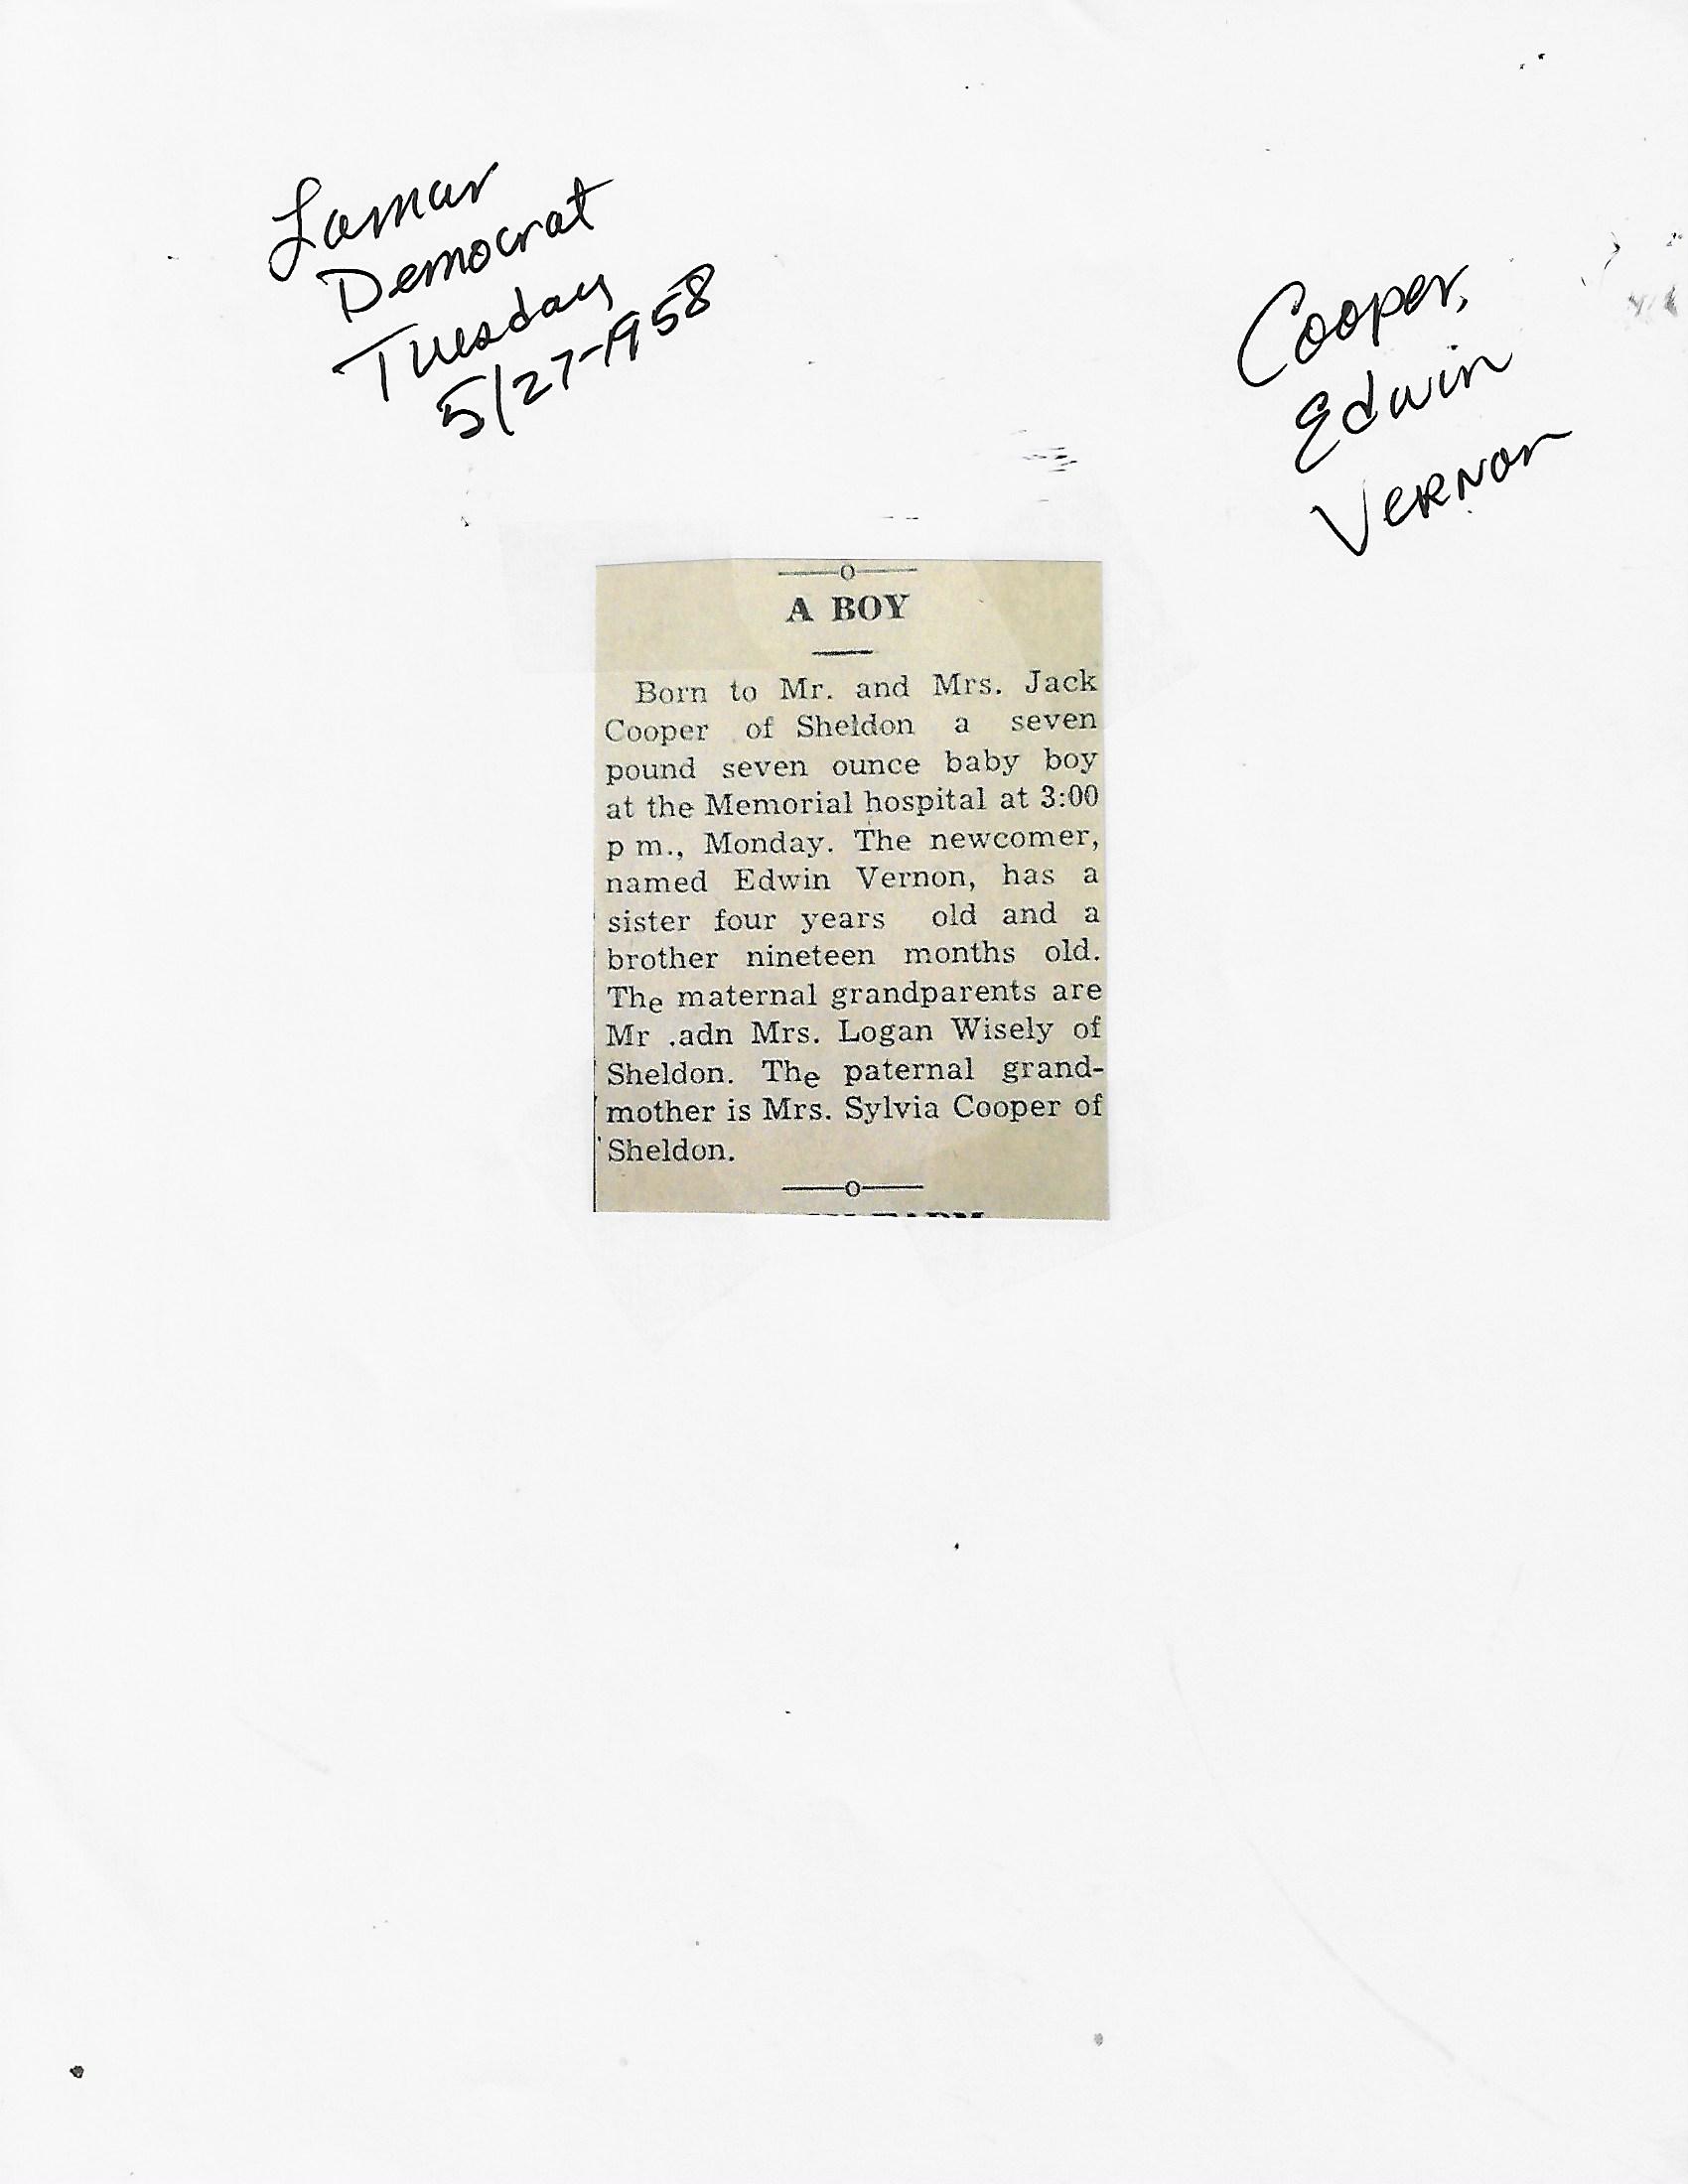 Lamar
Democrat
Tuesday
5/27-1958
Cooper,
Edwin
Vernon
A BOY
Born to Mr. and Mrs. Jack
Cooper of Sheldon a seven
pound seven ounce baby boy
at the Memorial hospital at 3:00
p m., Monday. The newcomer,
named Edwin Vernon, has a
sister four years old and a
brother nineteen months old.
The maternal grandparents are
Mr .adn Mrs. Logan Wisely of
Sheldon. The paternal grand-
mother is Mrs. Sylvia Cooper of
Sheldon.